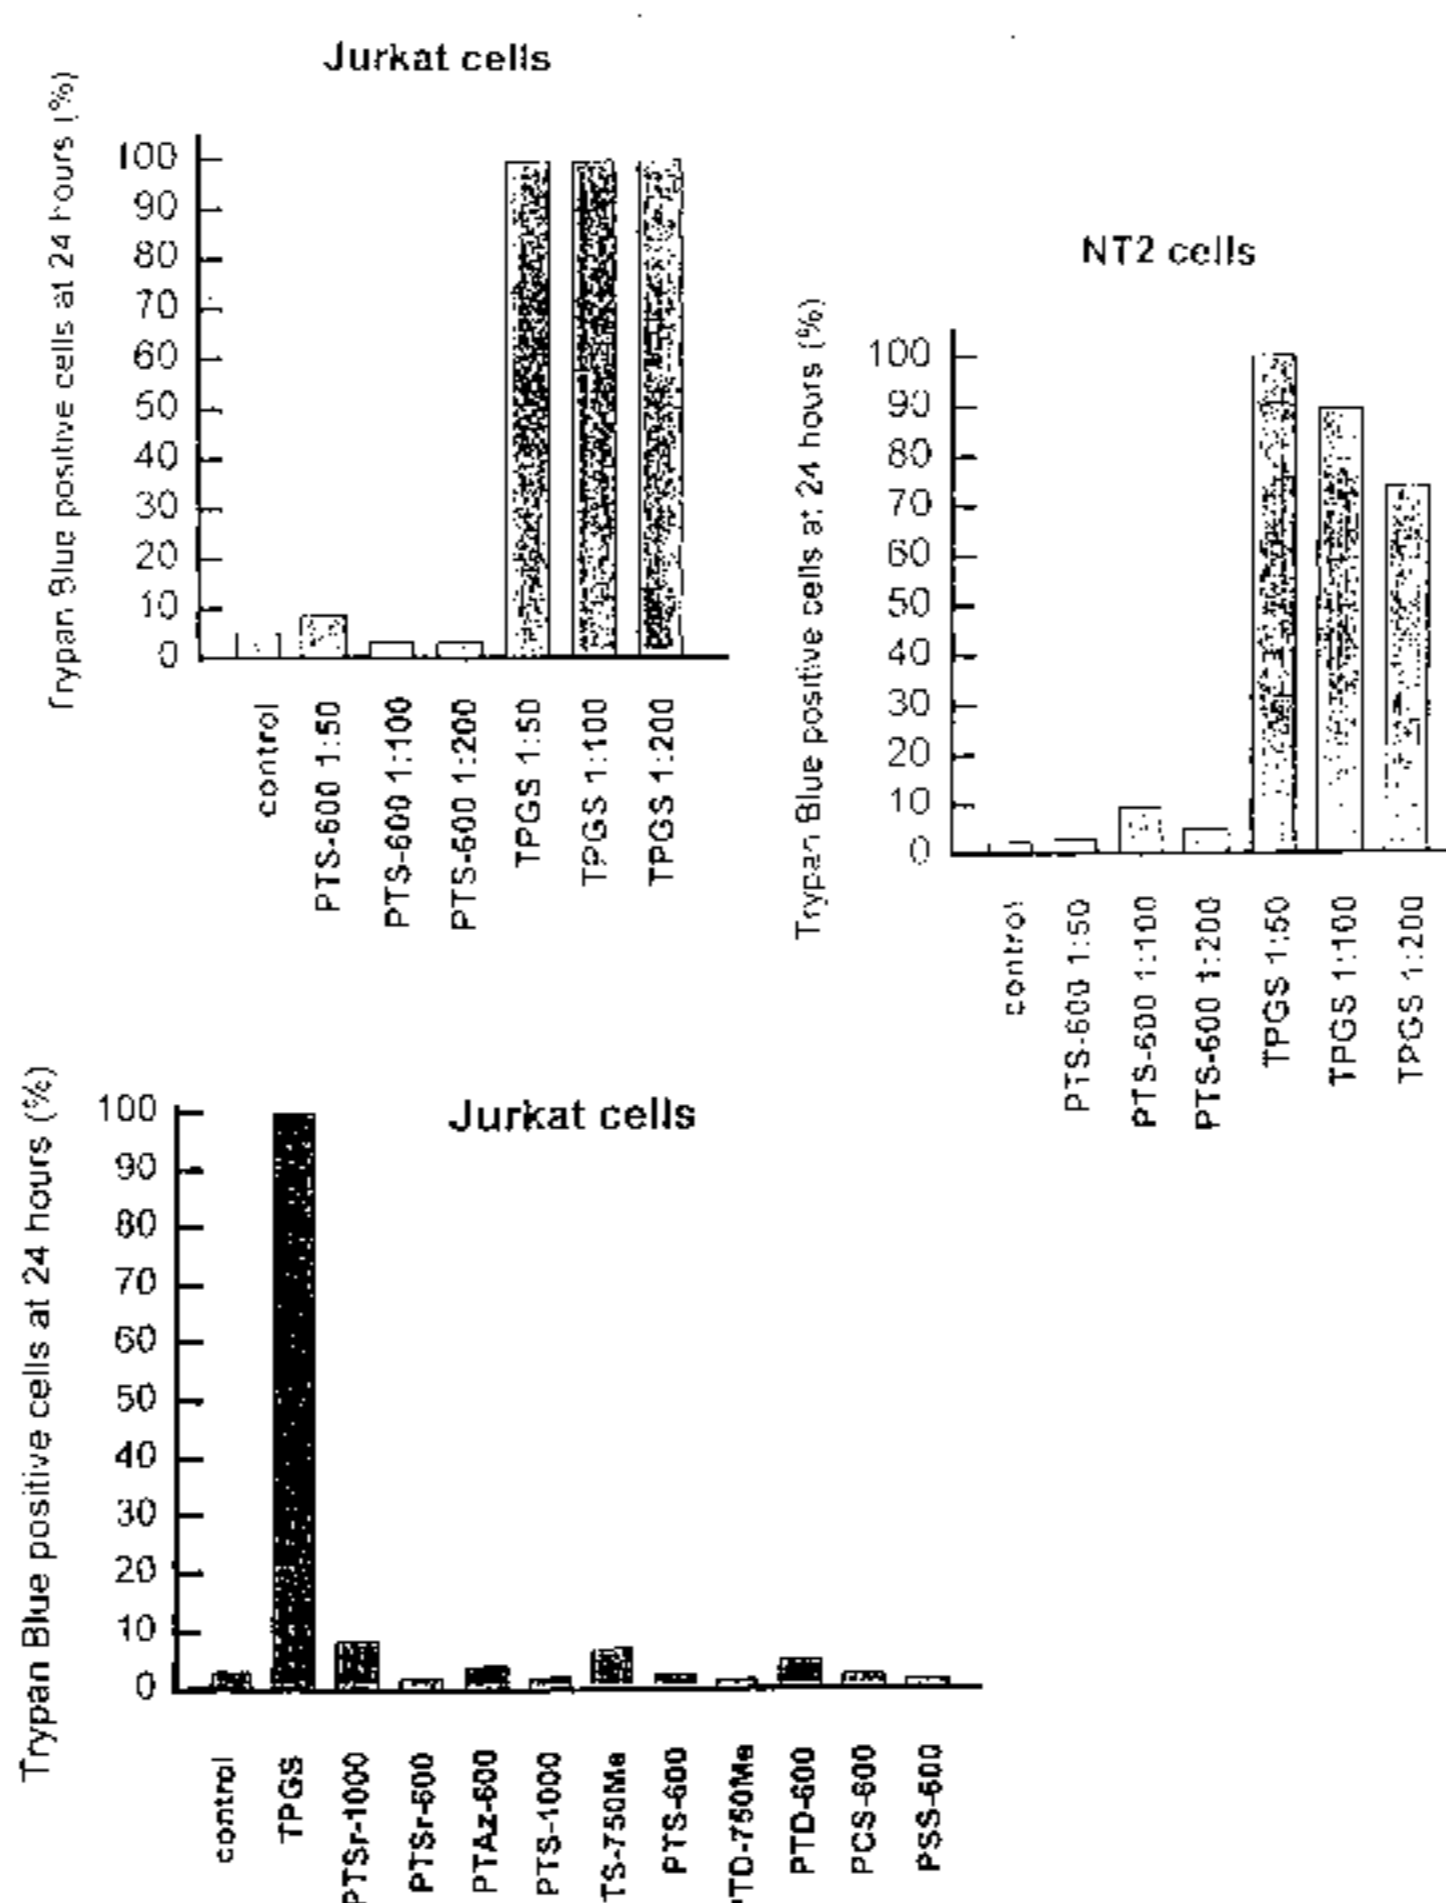 Jurkat cells
Trypan Blue positive cells at 24 hours (%)
100
90
80
70
60
50
40
30
20
10
0
control
PTS-600 1:50
PTS-600 1:100
PTS-600 1:200
TPGS 1:50
TPGS 1:100
TPGS 1:200
NT2 cells
Trypan Blue positive cells at 24 hours (%)
100
90
80
70
60
50
40
30
20
10
0
control
PTS-600 1:50
PTS-600 1:100
PTS-600 1:200
TPGS 1:50
TPGS 1:100
TPGS 1:200
Jurkat cells
Trypan Blue positive cells at 24 hours (%)
100
90
80
70
60
50
40
30
20
10
0
control
TPGS
PTSr-1000
PTSr-600
PTAz-600
PTS-1000
TS-750Me
PTS-600
TD-750Me
PTD-600
PCS-600
PSS-600